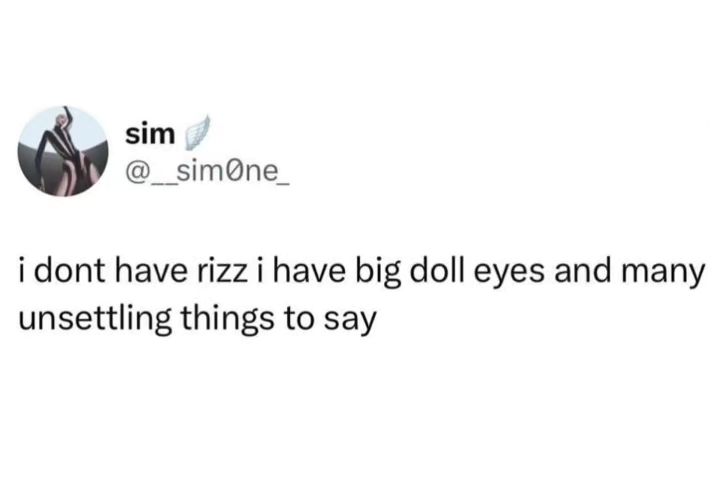 sim 🪽
@__sim0ne_
i dont have rizz i have big doll eyes and many
unsettling things to say